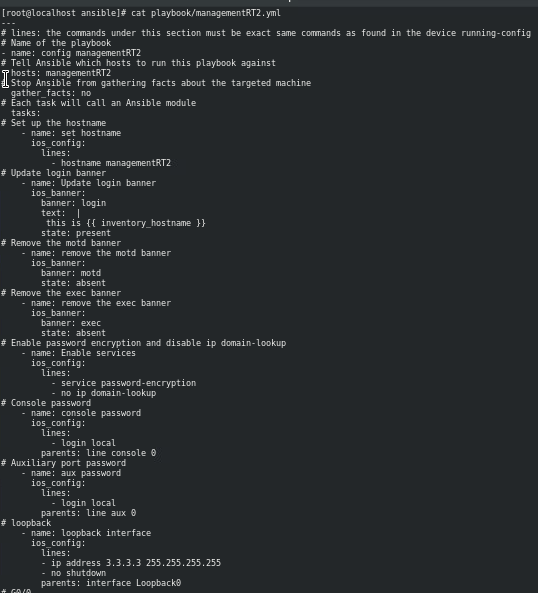 [root@localhost ansible]# cat playbook/managementRT2.yml
---
# lines: the commands under this section must be exact same commands as found in the device running-config
# Name of the playbook
- name: config managementRT2
# Tell Ansible which hosts to run this playbook against
  hosts: managementRT2
# Stop Ansible from gathering facts about the targeted machine
  gather_facts: no
# Each task will call an Ansible module
  tasks:
# Set up the hostname
    - name: set hostname
      ios_config:
        lines:
          - hostname managementRT2
# Update login banner
    - name: Update login banner
      ios_banner:
        banner: login
        text:  |
         this is {{ inventory_hostname }}
        state: present
# Remove the motd banner
    - name: remove the motd banner
      ios_banner:
        banner: motd
        state: absent
# Remove the exec banner
    - name: remove the exec banner
      ios_banner:
        banner: exec
        state: absent
# Enable password encryption and disable ip domain-lookup
    - name: Enable services
      ios_config:
        lines:
          - service password-encryption
          - no ip domain-lookup
# Console password
    - name: console password
      ios_config:
        lines:
          - login local
        parents: line console 0
# Auxiliary port password
    - name: aux password
      ios_config:
        lines:
          - login local
        parents: line aux 0
# loopback
    - name: loopback interface
      ios_config:
        lines:
        - ip address 3.3.3.3 255.255.255.255
        - no shutdown
        parents: interface Loopback0
# G0/0